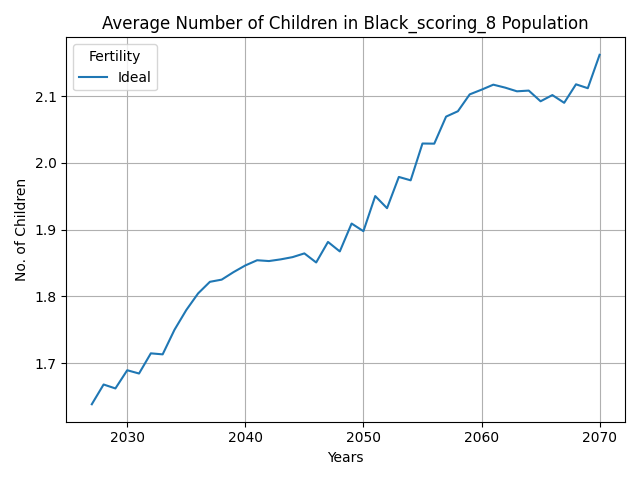 Average Number of Children in Black_scoring_8 Population
Fertility
Ideal
No. of Children
2.1
2.0
1.9
1.8
1.7
2030 2040 2050 2060 2070
Years